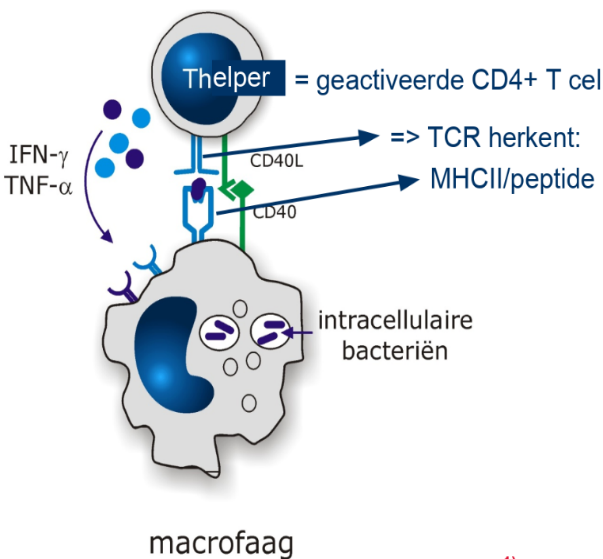 Thelper = geactiveerde CD4+ T cel
IFN-γ
TNF-α
CD40L
=> TCR herkent:
MHCII/peptide
CD40
intracellulaire
bacteriën
macrofaag